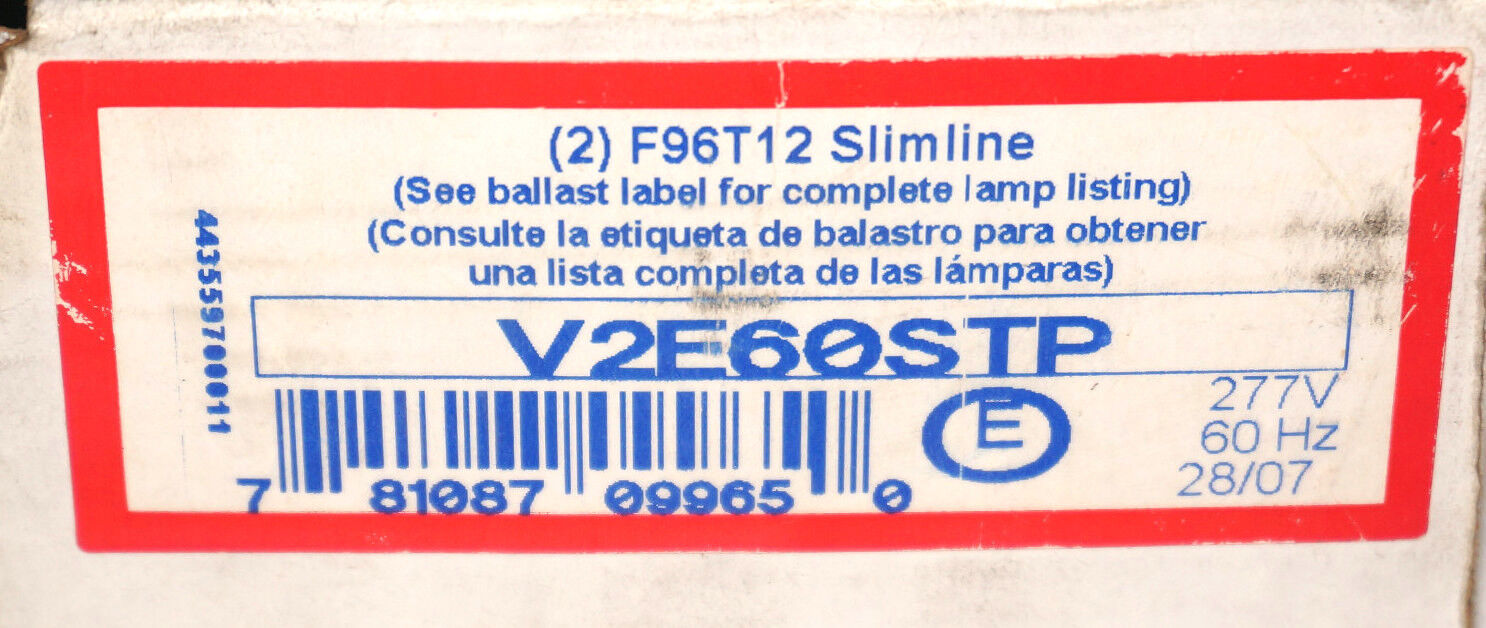 (2) F96T12 Slimline
(See ballast label for complete lamp listing)
(Consulte la etiqueta de balastro para obtener
una lista completa de las lámparas)
443559700011
V2E60STP
E
277V
60 Hz
28/07
7 81087 09965 0